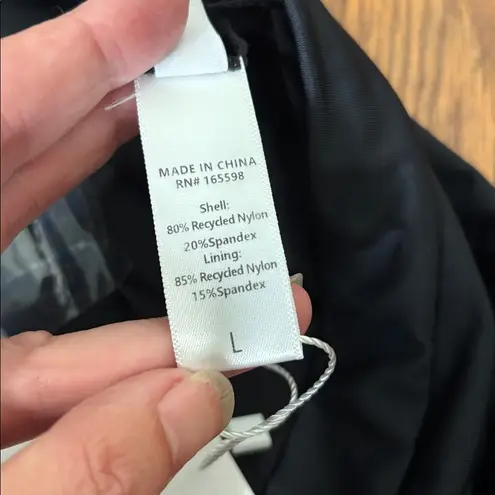 MADE IN CHINA
RN# 165598
Shell:
80% Recycled Nylon
20%Spandex
Lining:
85% Recycled Nylon
15%Spandex
L